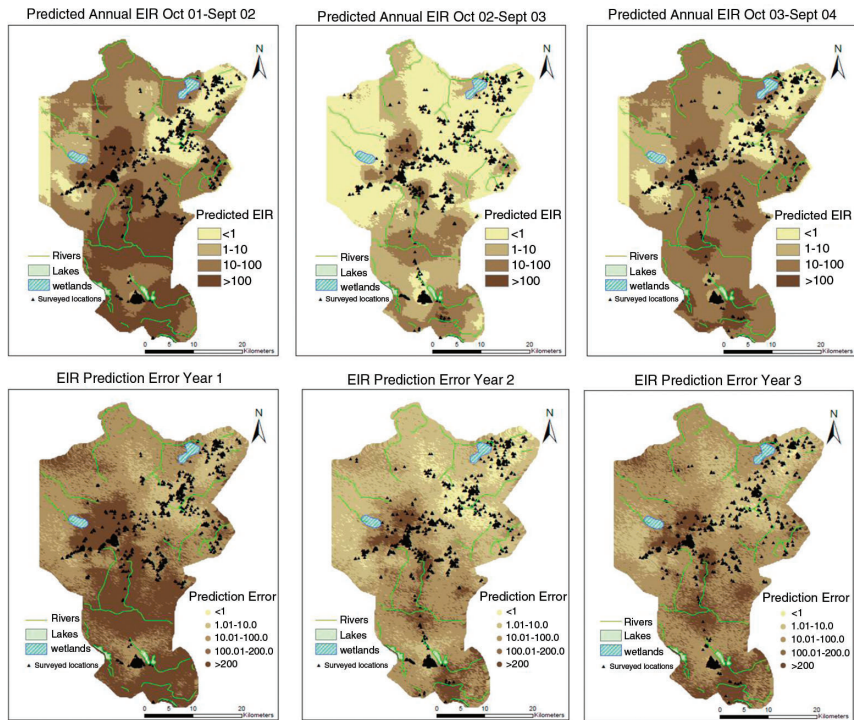 Predicted Annual EIR Oct 01-Sept 02
N
Predicted EIR
<1
1-10
10-100
>100
Rivers
Lakes
wetlands
Surveyed locations
0 5 10 20
Kilometers
Predicted Annual EIR Oct 02-Sept 03
N
Predicted EIR
<1
1-10
10-100
>100
Rivers
Lakes
wetlands
Surveyed locations
0 5 10 20
Kilometers
Predicted Annual EIR Oct 03-Sept 04
N
Predicted EIR
<1
1-10
10-100
>100
Rivers
Lakes
wetlands
Surveyed locations
0 5 10 20
Kilometers
EIR Prediction Error Year 1
N
Prediction Error
<1
1.01-10.0
10.01-100.0
100.01-200.0
>200
Rivers
Lakes
wetlands
Surveyed locations
0 5 10 20
Kilometers
EIR Prediction Error Year 2
N
Prediction Error
<1
1.01-10.0
10.01-100.0
100.01-200.0
>200
Rivers
Lakes
wetlands
Surveyed locations
0 5 10 20
Kilometers
EIR Prediction Error Year 3
N
Prediction Error
<1
1.01-10.0
10.01-100.0
100.01-200.0
>200
Rivers
Lakes
wetlands
Surveyed locations
0 5 10 20
Kilometers